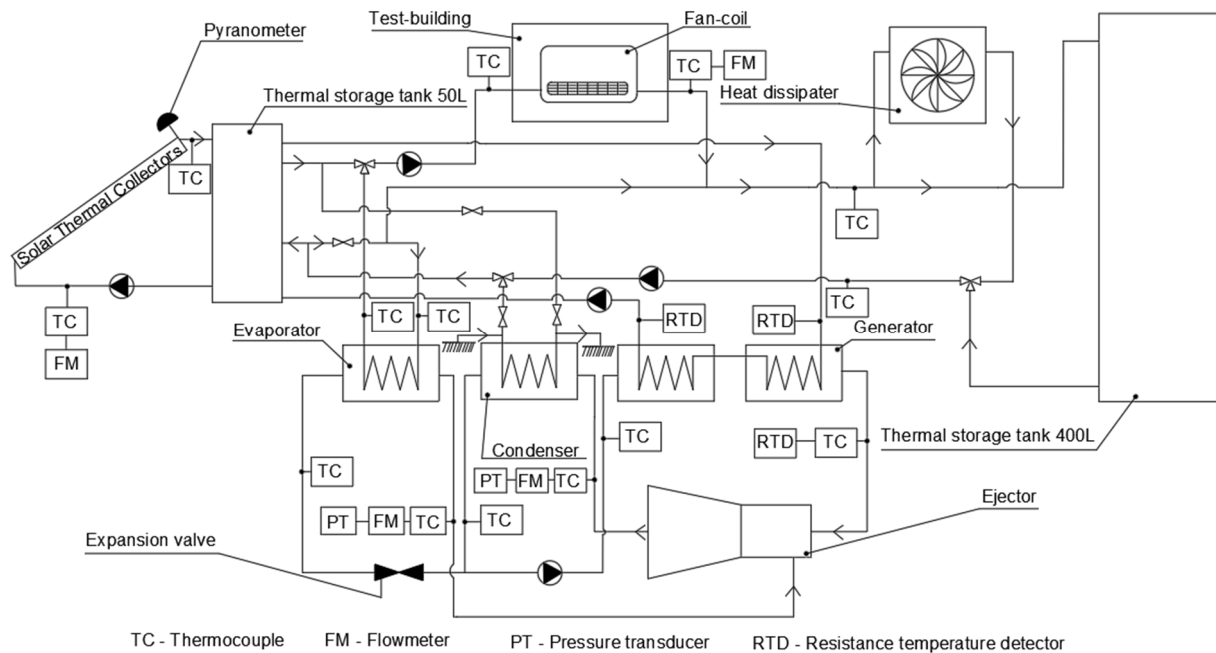 Test-building
Fan-coil
Pyranometer
TC
TC
FM
Thermal storage tank 50L
Heat dissipater
TC
Solar Thermal Collectors
TC
TC
TC
FM
Evaporator
TC
TC
RTD
RTD
Generator
TC
Condenser
RTD
TC
Thermal storage tank 400L
TC
PT
FM
TC
PT
FM
TC
TC
Ejector
Expansion valve
TC - Thermocouple
FM - Flowmeter
PT - Pressure transducer
RTD - Resistance temperature detector